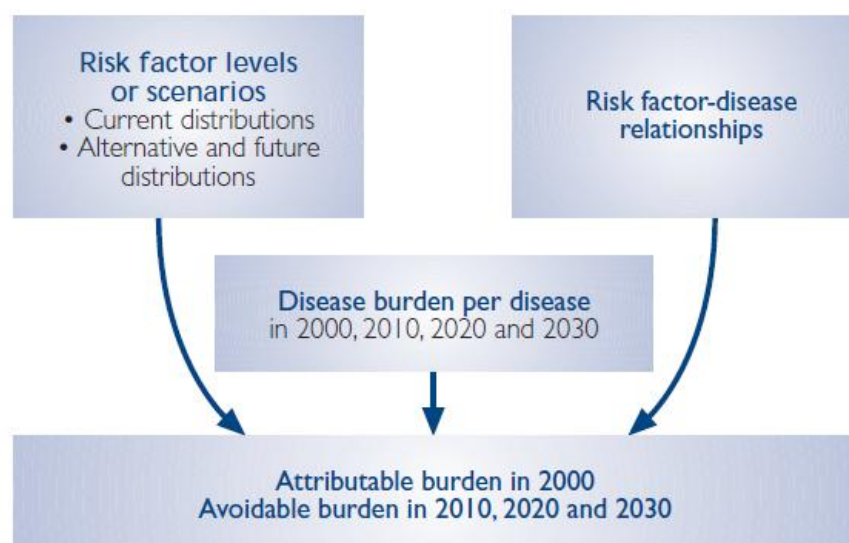 Risk factor levels
or scenarios
• Current distributions
• Alternative and future
distributions
Risk factor-disease
relationships
Disease burden per disease
in 2000, 2010, 2020 and 2030
Attributable burden in 2000
Avoidable burden in 2010, 2020 and 2030